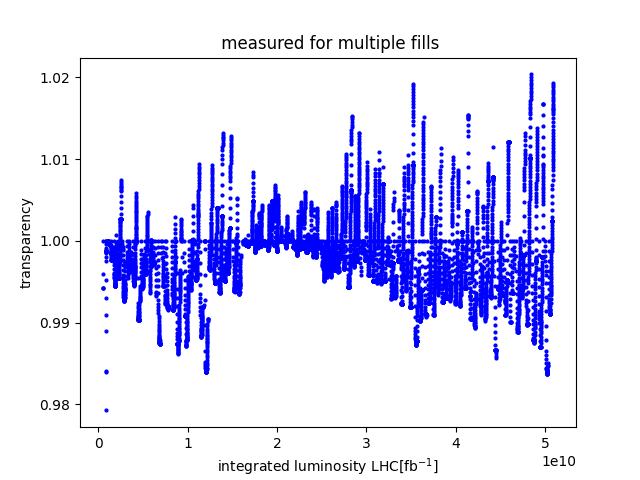 measured for multiple fills
1.02
1.01
1.00
0.99
0.98
transparency
0 1 2 3 4 5
1e10
integrated luminosity LHC[fb⁻¹]